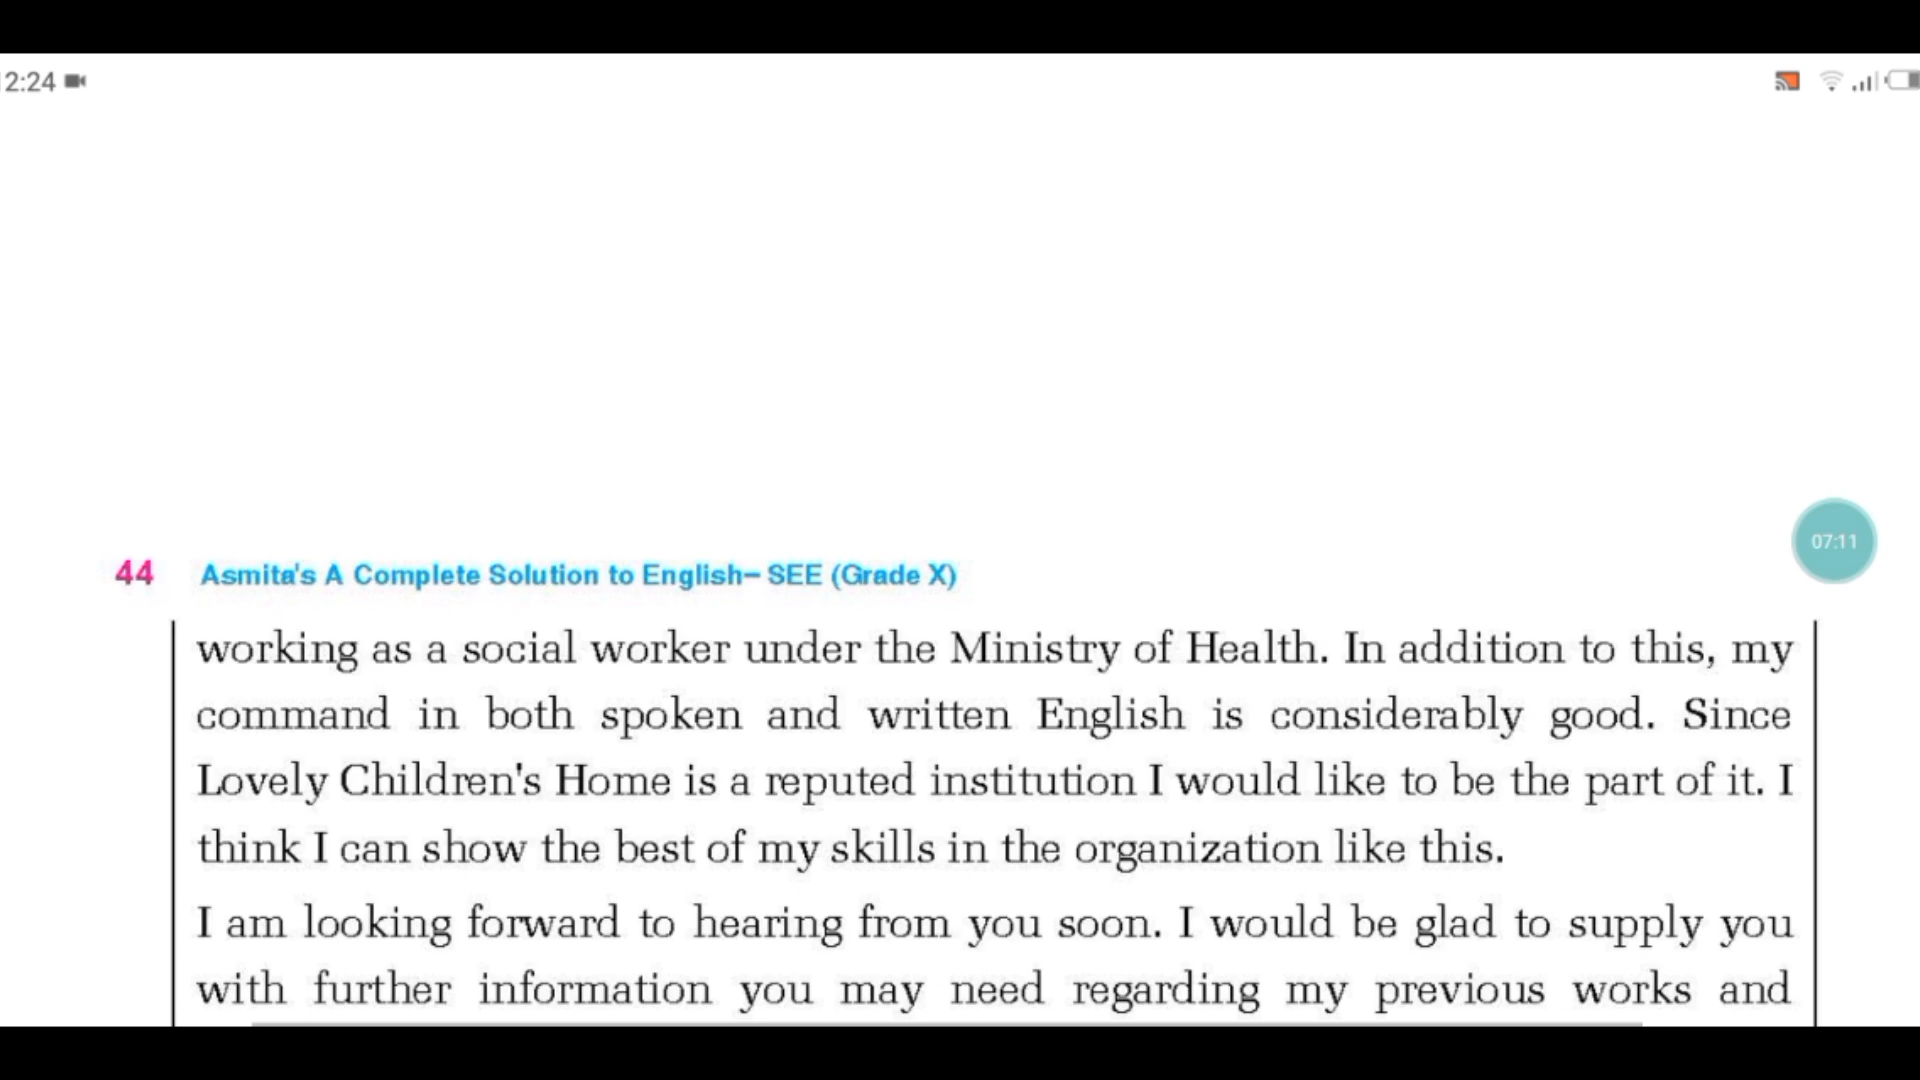 2:24
07:11
44 Asmita's A Complete Solution to English– SEE (Grade X)
working as a social worker under the Ministry of Health. In addition to this, my
command in both spoken and written English is considerably good. Since
Lovely Children's Home is a reputed institution I would like to be the part of it. I
think I can show the best of my skills in the organization like this.
I am looking forward to hearing from you soon. I would be glad to supply you
with further information you may need regarding my previous works and